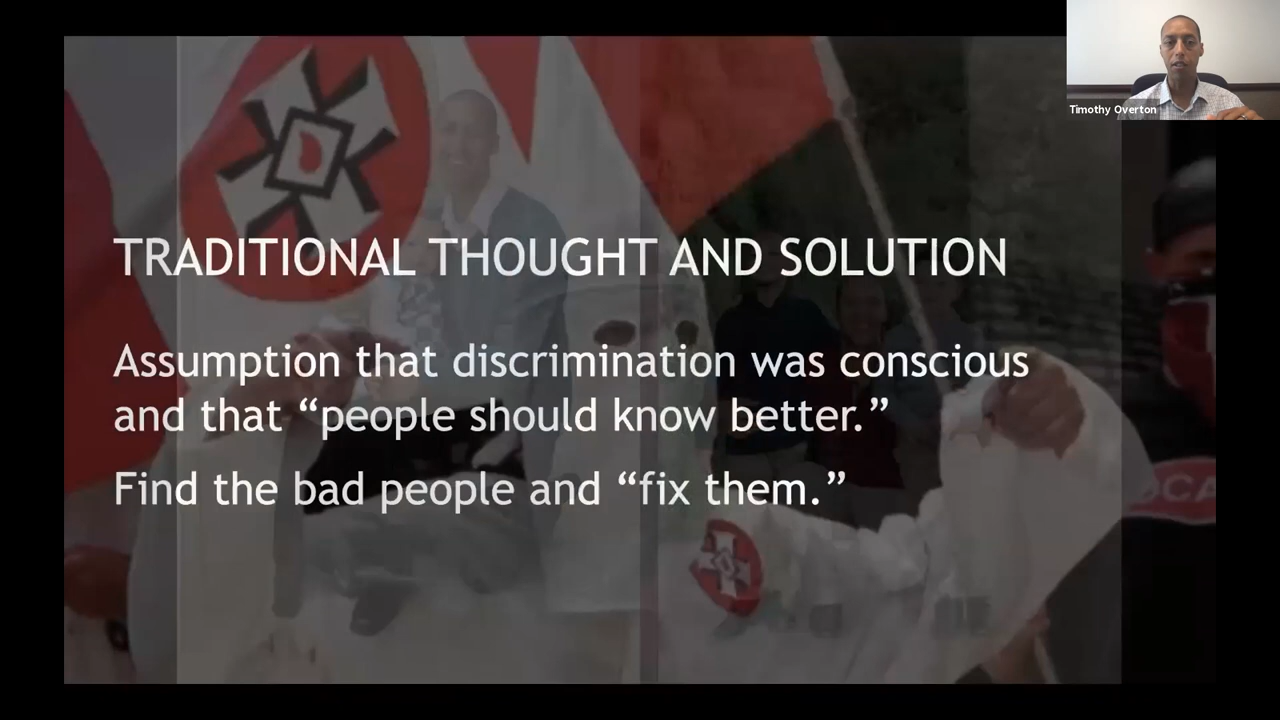 Timothy Overton
TRADITIONAL THOUGHT AND SOLUTION
Assumption that discrimination was conscious
and that “people should know better.”
Find the bad people and “fix them.”